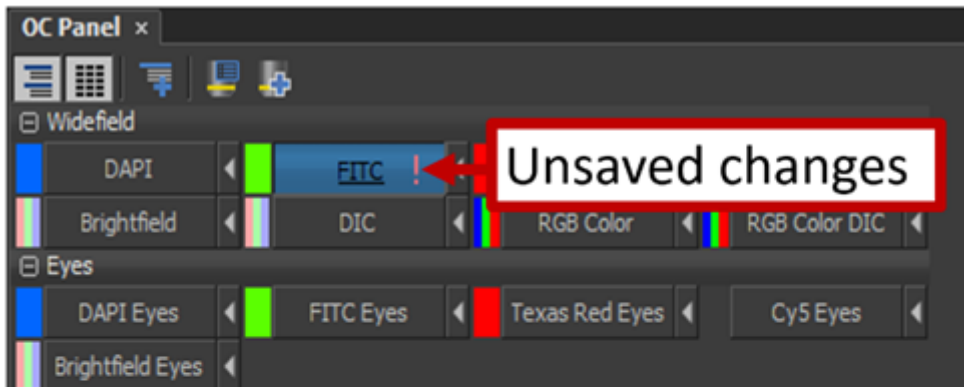 OC Panel ×
Widefield
DAPI FITC ! Unsaved changes
Brightfield DIC RGB Color RGB Color DIC
Eyes
DAPI Eyes FITC Eyes Texas Red Eyes Cy5 Eyes
Brightfield Eyes